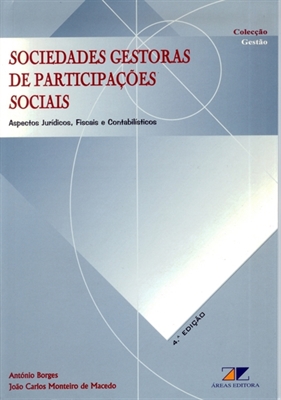 Colecção
Gestão
SOCIEDADES GESTORAS
DE PARTICIPAÇÕES
SOCIAIS
Aspectos Jurídicos, Fiscais e Contabilísticos
4.ª EDIÇÃO
António Borges
João Carlos Monteiro de Macedo
ÁREAS EDITORA